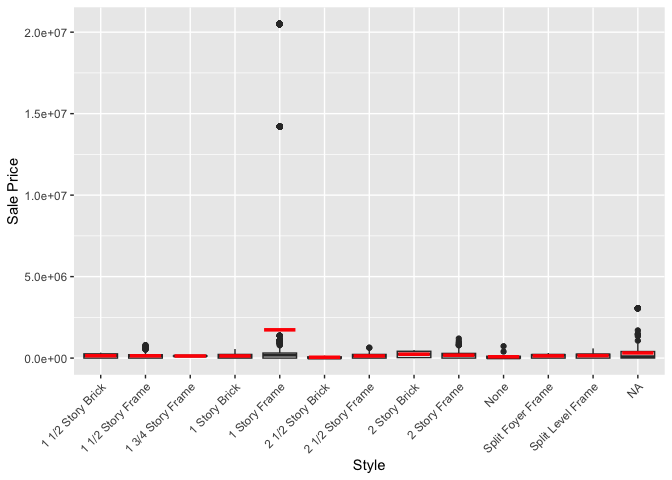 2.0e+07
1.5e+07
1.0e+07
5.0e+06
0.0e+00
Sale Price
1 1/2 Story Brick
1 1/2 Story Frame
1 3/4 Story Frame
1 Story Brick
1 Story Frame
2 1/2 Story Brick
2 1/2 Story Frame
2 Story Brick
2 Story Frame
None
Split Foyer Frame
Split Level Frame
NA
Style